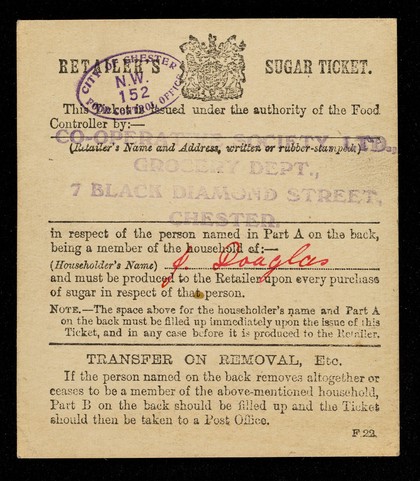 RETAILER'S SUGAR TICKET.
CITY OF CHESTER
N.W.
152
FOOD CONTROL OFFICE
This Ticket is issued under the authority of the Food
Controller by:—
CO-OPERATIVE SOCIETY LTD.,
(Retailer's Name and Address, written or rubber-stamped.)
GROCERY DEPT.,
7 BLACK DIAMOND STREET,
CHESTER.
in respect of the person named in Part A on the back,
being a member of the household of:—
(Householder's Name) J. Douglas
and must be produced to the Retailer upon every purchase
of sugar in respect of that person.
NOTE.—The space above for the householder's name and Part A
on the back must be filled up immediately upon the issue of this
Ticket, and in any case before it is produced to the Retailer.
TRANSFER ON REMOVAL, Etc.
If the person named on the back removes altogether or
ceases to be a member of the above-mentioned household,
Part B on the back should be filled up and the Ticket
should then be taken to a Post Office.
F.22.